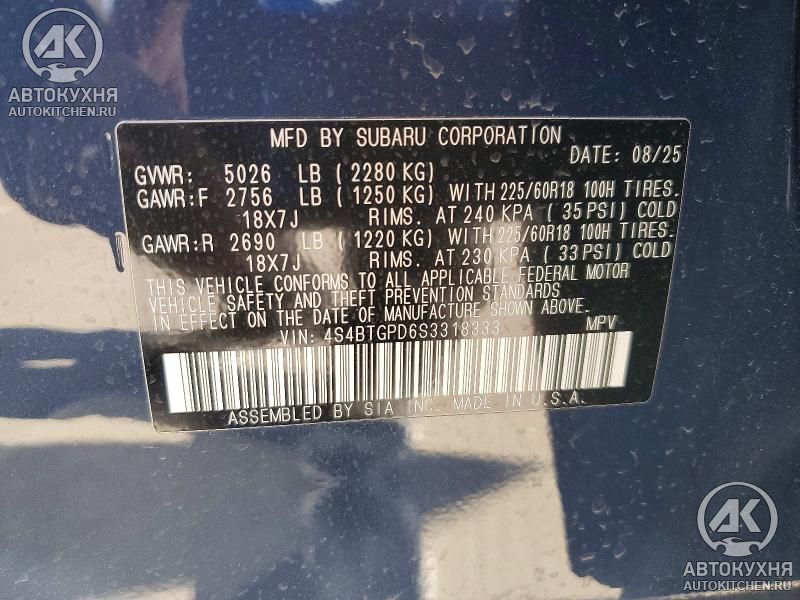 АК
АВТОКУХНЯ
AUTOKITCHEN.RU
MFD BY SUBARU CORPORATION
DATE: 08/25
GVWR: 5026 LB ( 2280 KG)
GAWR:F 2756 LB ( 1250 KG) WITH 225/60R18 100H TIRES.
18X7J RIMS. AT 240 KPA ( 35 PSI) COLD
GAWR:R 2690 LB ( 1220 KG) WITH 225/60R18 100H TIRES.
18X7J RIMS. AT 230 KPA ( 33 PSI) COLD
THIS VEHICLE CONFORMS TO ALL APPLICABLE FEDERAL MOTOR
VEHICLE SAFETY AND THEFT PREVENTION STANDARDS
IN EFFECT ON THE DATE OF MANUFACTURE SHOWN ABOVE.
VIN: 4S4BTGPD6S3318333 MPV
ASSEMBLED BY SIA INC. MADE IN U.S.A.
АК
АВТОКУХНЯ
AUTOKITCHEN.RU